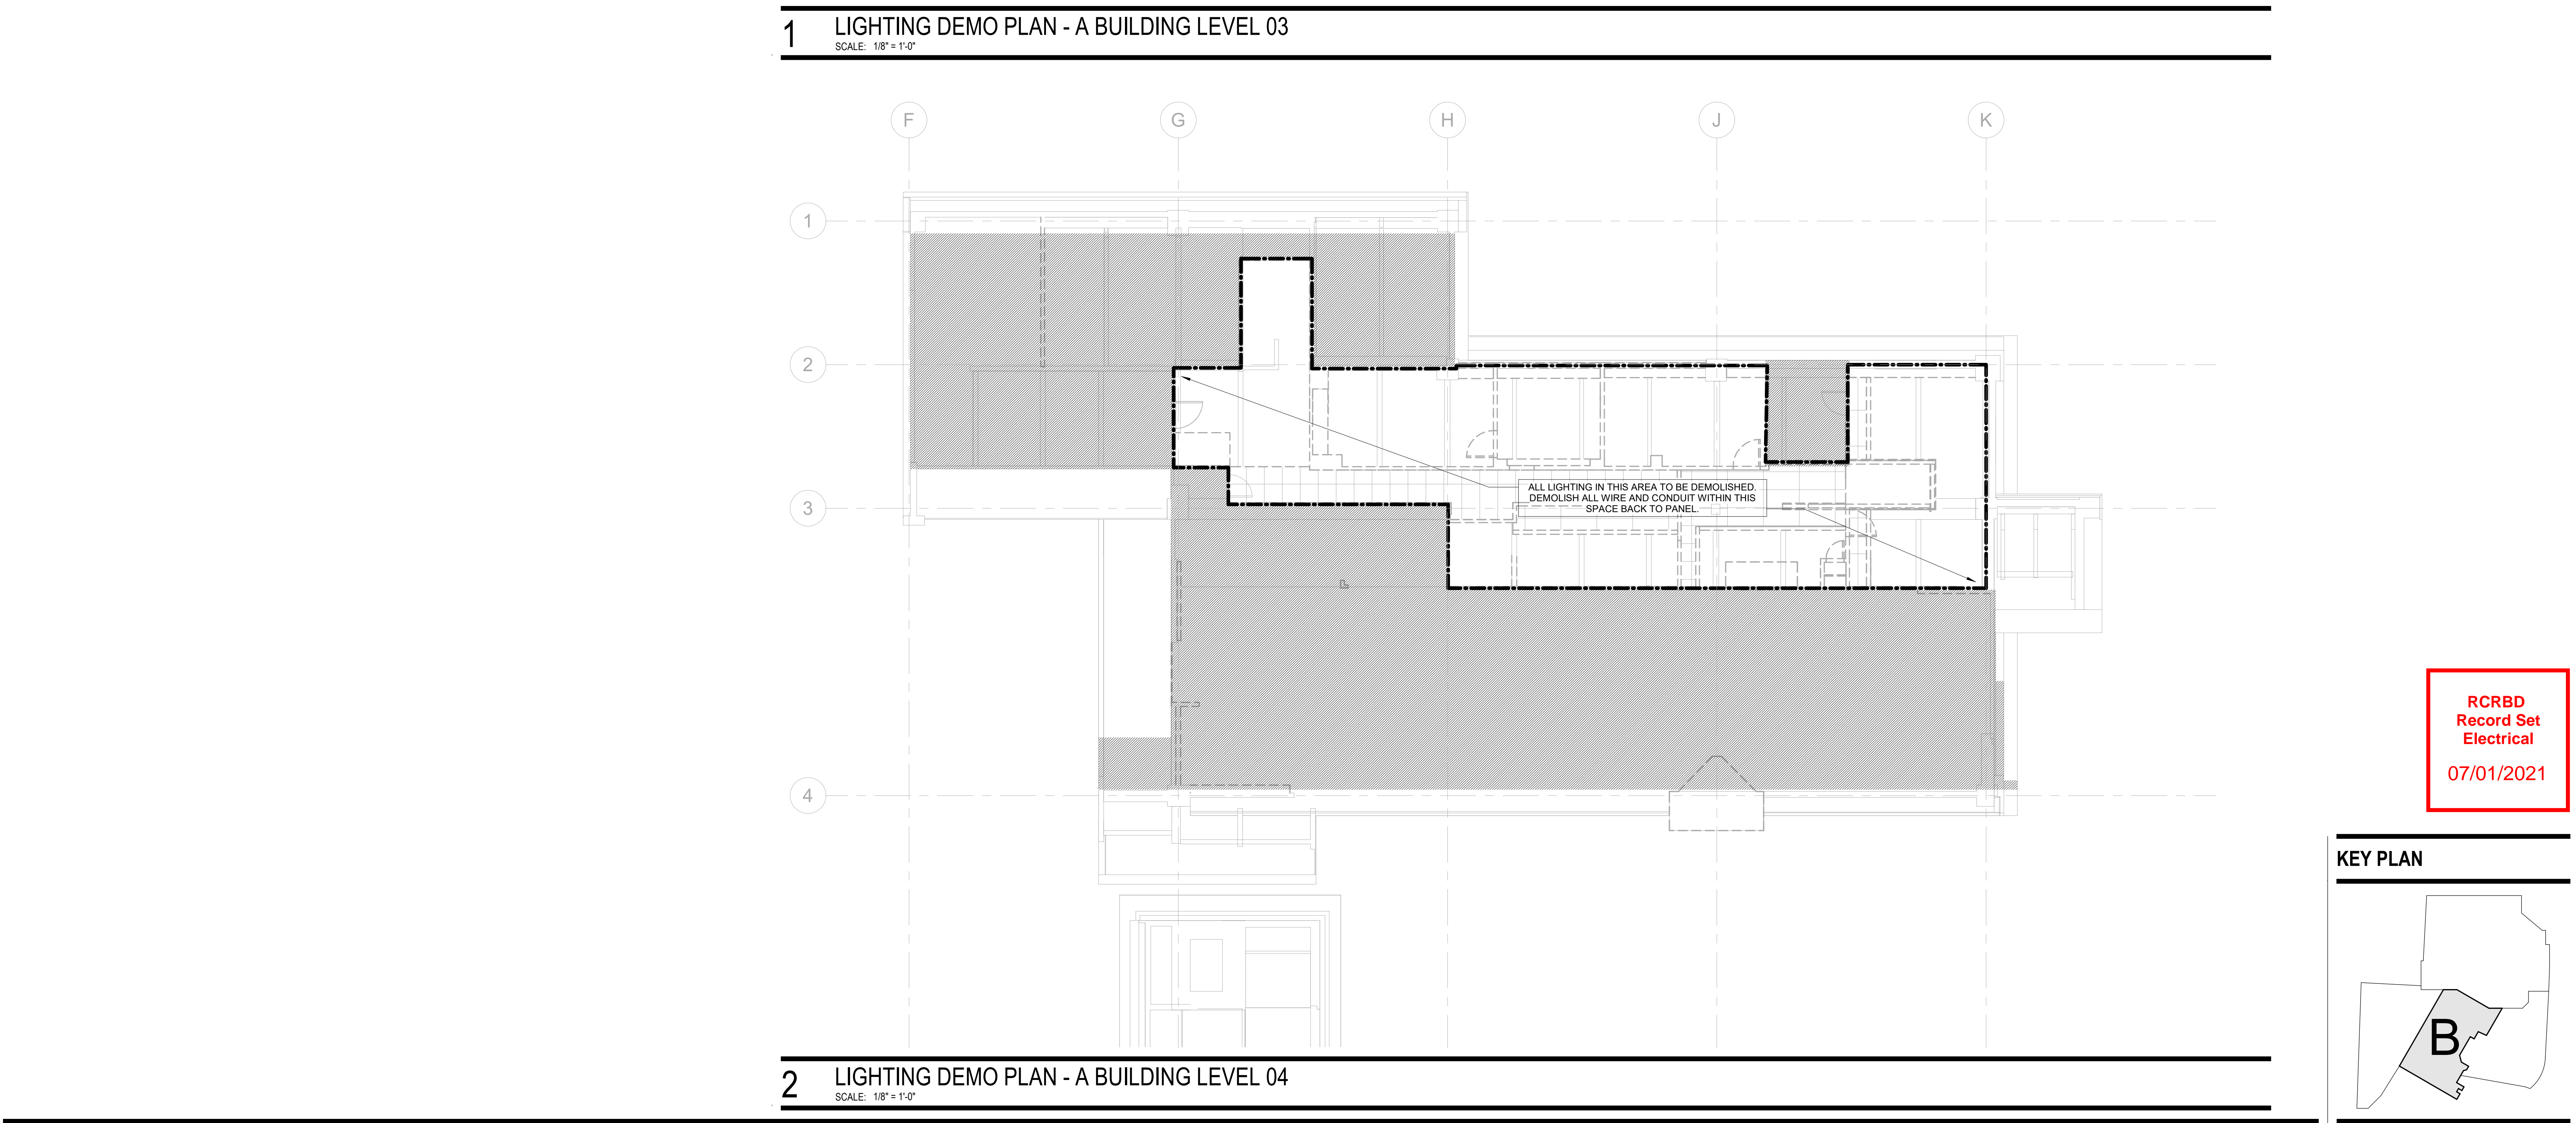 1 LIGHTING DEMO PLAN - A BUILDING LEVEL 03
SCALE: 1/8" = 1'-0"
F G H J K
1
2
3
4
ALL LIGHTING IN THIS AREA TO BE DEMOLISHED.
DEMOLISH ALL WIRE AND CONDUIT WITHIN THIS
SPACE BACK TO PANEL.
RCRBD
Record Set
Electrical
07/01/2021
KEY PLAN
B
2 LIGHTING DEMO PLAN - A BUILDING LEVEL 04
SCALE: 1/8" = 1'-0"